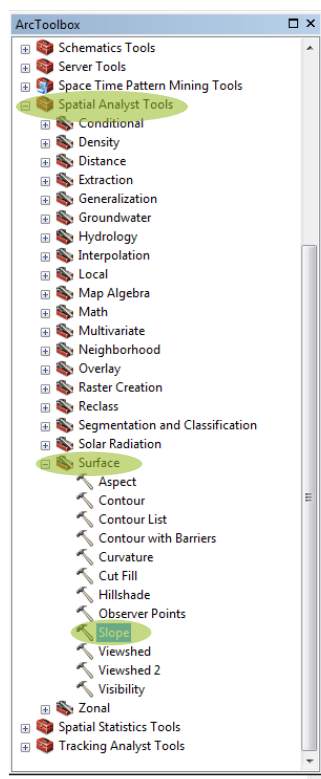 ArcToolbox
Schematics Tools
Server Tools
Space Time Pattern Mining Tools
Spatial Analyst Tools
Conditional
Density
Distance
Extraction
Generalization
Groundwater
Hydrology
Interpolation
Local
Map Algebra
Math
Multivariate
Neighborhood
Overlay
Raster Creation
Reclass
Segmentation and Classification
Solar Radiation
Surface
Aspect
Contour
Contour List
Contour with Barriers
Curvature
Cut Fill
Hillshade
Observer Points
Slope
Viewshed
Viewshed 2
Visibility
Zonal
Spatial Statistics Tools
Tracking Analyst Tools